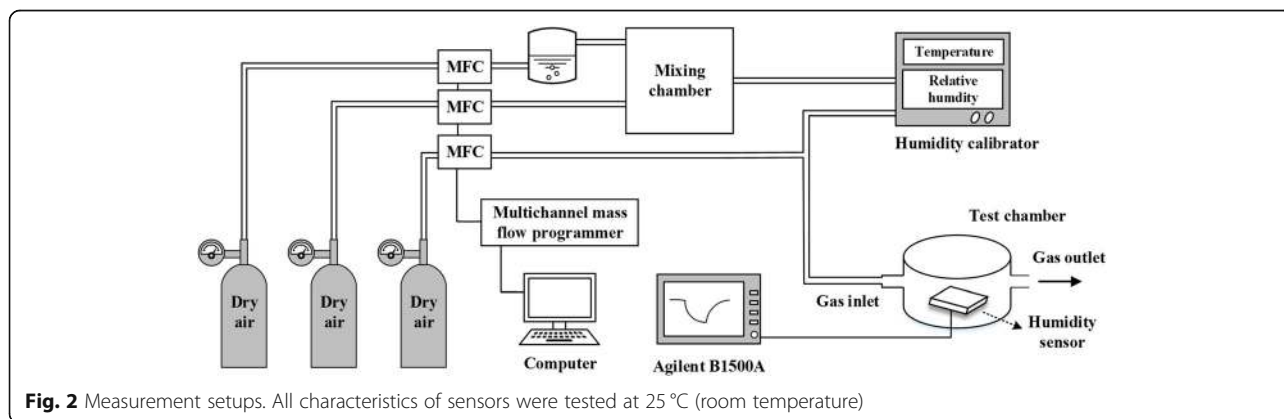 MFC
MFC
MFC
Mixing
chamber
Temperature
Relative
humdity
Humidity calibrator
Multichannel mass
flow programmer
Test chamber
Gas outlet
Gas inlet
Humidity
sensor
Dry
air
Dry
air
Dry
air
Computer
Agilent B1500A
Fig. 2 Measurement setups. All characteristics of sensors were tested at 25 °C (room temperature)